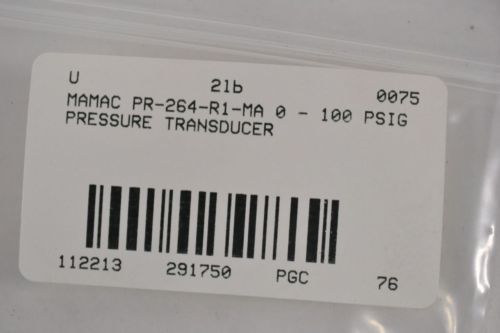 U 21b 0075
MAMAC PR-264-R1-MA 0 - 100 PSIG
PRESSURE TRANSDUCER
112213 291750 PGC 76